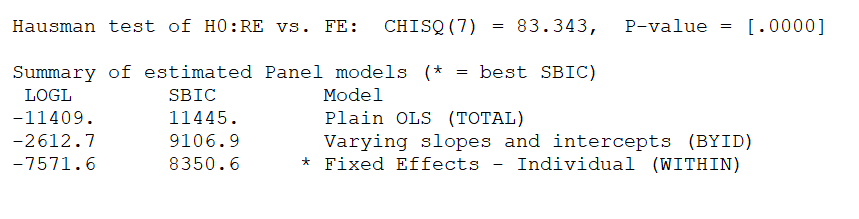 Hausman test of H0:RE vs. FE:  CHISQ(7) = 83.343,  P-value = [.0000]
Summary of estimated Panel models (* = best SBIC)
LOGL        SBIC         Model
-11409.      11445.       Plain OLS (TOTAL)
-2612.7      9106.9       Varying slopes and intercepts (BYID)
-7571.6      8350.6     * Fixed Effects - Individual (WITHIN)